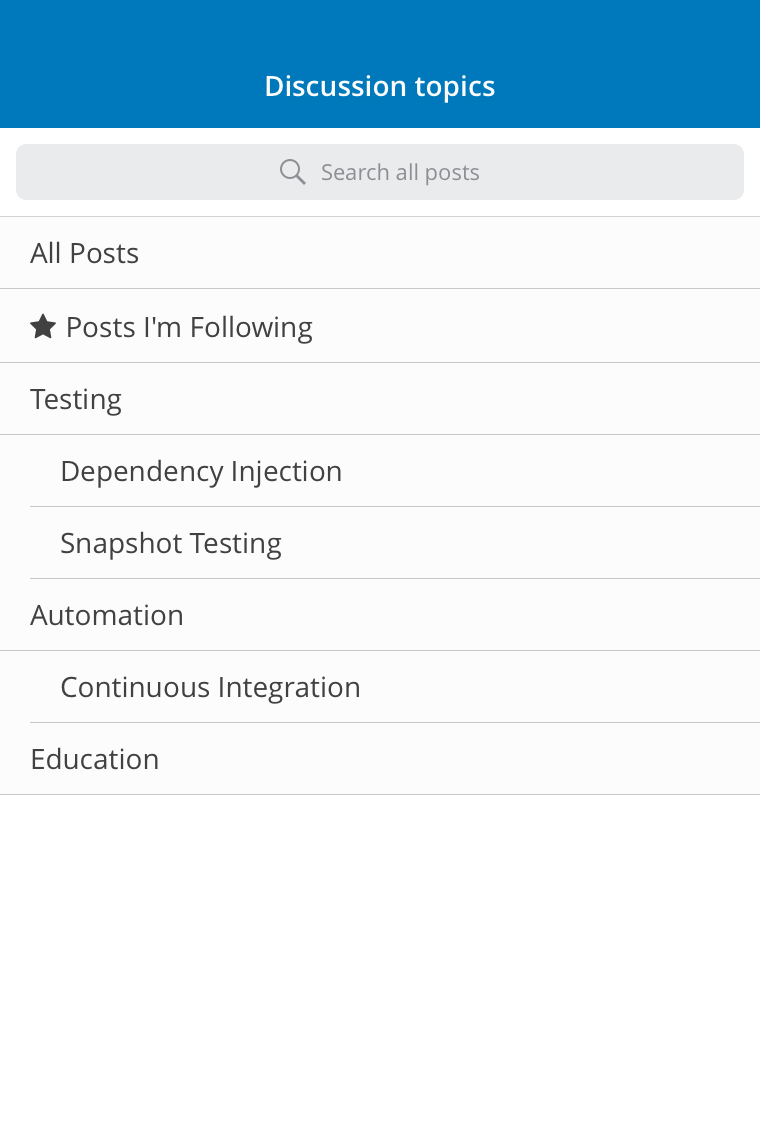 Discussion topics
Search all posts
All Posts
Posts I'm Following
Testing
Dependency Injection
Snapshot Testing
Automation
Continuous Integration
Education